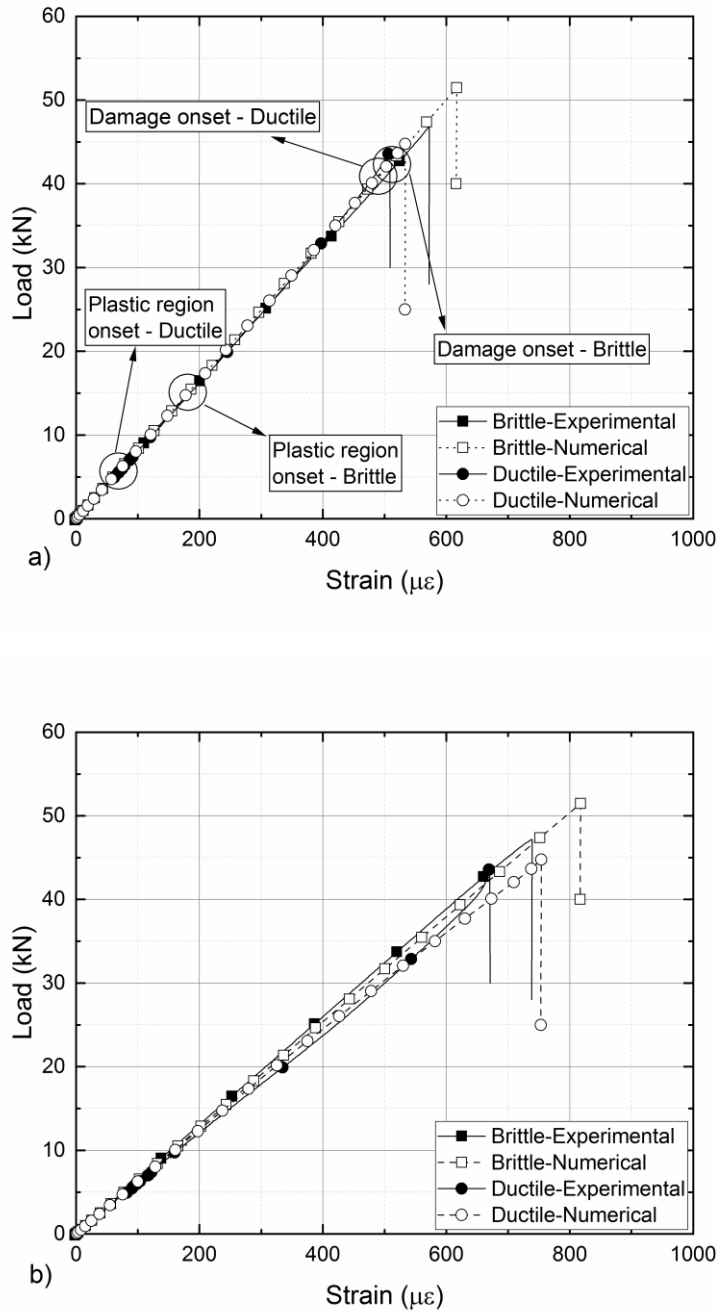 60
50
40
30
20
10
0
Load (kN)
Damage onset - Ductile
Plastic region
onset - Ductile
Damage onset - Brittle
Plastic region
onset - Brittle
Brittle-Experimental
Brittle-Numerical
Ductile-Experimental
Ductile-Numerical
0 200 400 600 800 1000
a)
Strain (με)
60
50
40
30
20
10
0
Load (kN)
Brittle-Experimental
Brittle-Numerical
Ductile-Experimental
Ductile-Numerical
0 200 400 600 800 1000
b)
Strain (με)